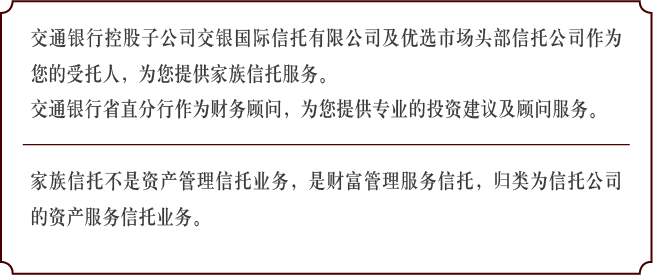 交通银行控股子公司交银国际信托有限公司及优选市场头部信托公司作为
您的受托人，为您提供家族信托服务。
交通银行省直分行作为财务顾问，为您提供专业的投资建议及顾问服务。
家族信托不是资产管理信托业务，是财富管理服务信托，归类为信托公司
的资产服务信托业务。